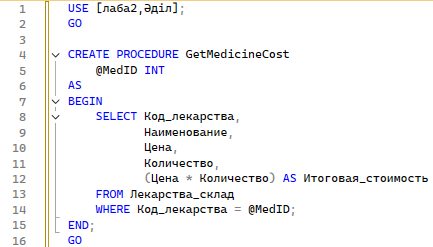 1 USE [лаба2,Әділ];
2 GO
3
4 CREATE PROCEDURE GetMedicineCost
5 @MedID INT
6 AS
7 BEGIN
8 SELECT Код_лекарства,
9 Наименование,
10 Цена,
11 Количество,
12 (Цена * Количество) AS Итоговая_стоимость
13 FROM Лекарства_склад
14 WHERE Код_лекарства = @MedID;
15 END;
16 GO